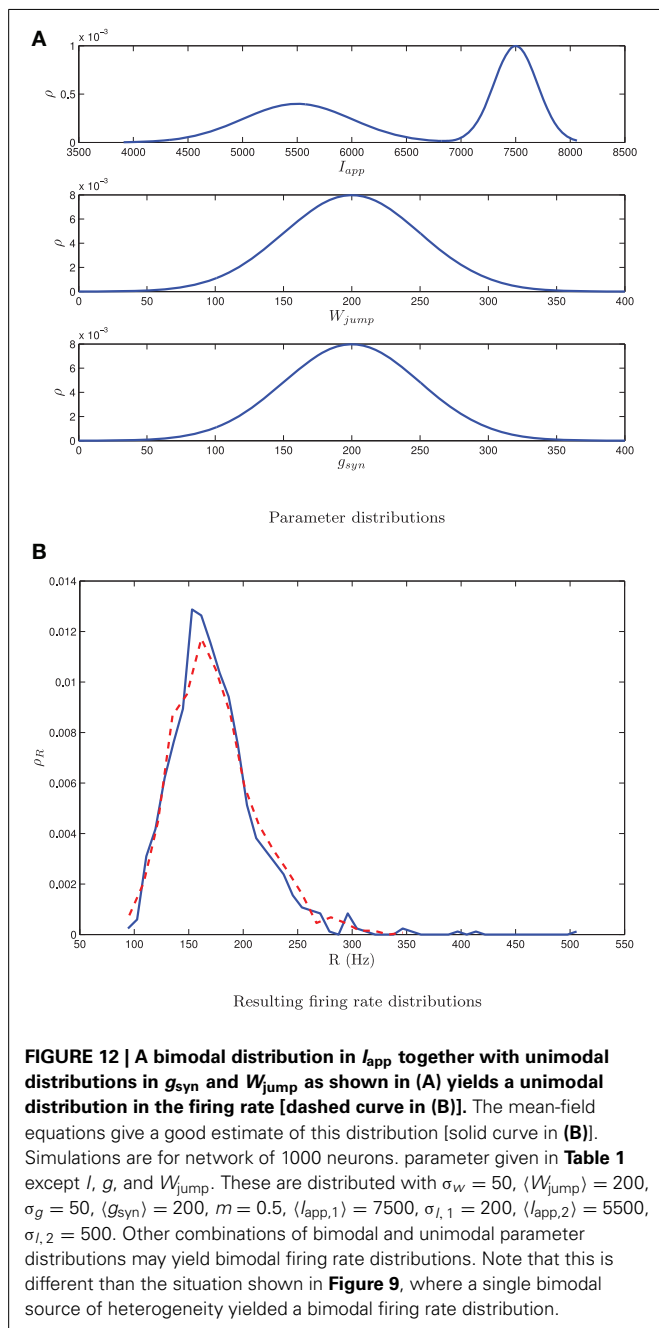 A
x 10⁻³
1
0.5
0
ρ
3500 4000 4500 5000 5500 6000 6500 7000 7500 8000 8500
I_app
x 10⁻³
8
6
4
2
0
ρ
0 50 100 150 200 250 300 350 400
W_jump
x 10⁻³
8
6
4
2
0
ρ
0 50 100 150 200 250 300 350 400
g_syn
Parameter distributions
B
0.014
0.012
0.01
0.008
0.006
0.004
0.002
0
ρ_R
50 100 150 200 250 300 350 400 450 500 550
R (Hz)
Resulting firing rate distributions
FIGURE 12 | A bimodal distribution in I_app together with unimodal
distributions in g_syn and W_jump as shown in (A) yields a unimodal
distribution in the firing rate [dashed curve in (B)]. The mean-field
equations give a good estimate of this distribution [solid curve in (B)].
Simulations are for network of 1000 neurons. parameter given in Table 1
except I, g, and W_jump. These are distributed with σ_w = 50, ⟨W_jump⟩ = 200,
σ_g = 50, ⟨g_syn⟩ = 200, m = 0.5, ⟨I_app,1⟩ = 7500, σ_I, 1 = 200, ⟨I_app,2⟩ = 5500,
σ_I, 2 = 500. Other combinations of bimodal and unimodal parameter
distributions may yield bimodal firing rate distributions. Note that this is
different than the situation shown in Figure 9, where a single bimodal
source of heterogeneity yielded a bimodal firing rate distribution.